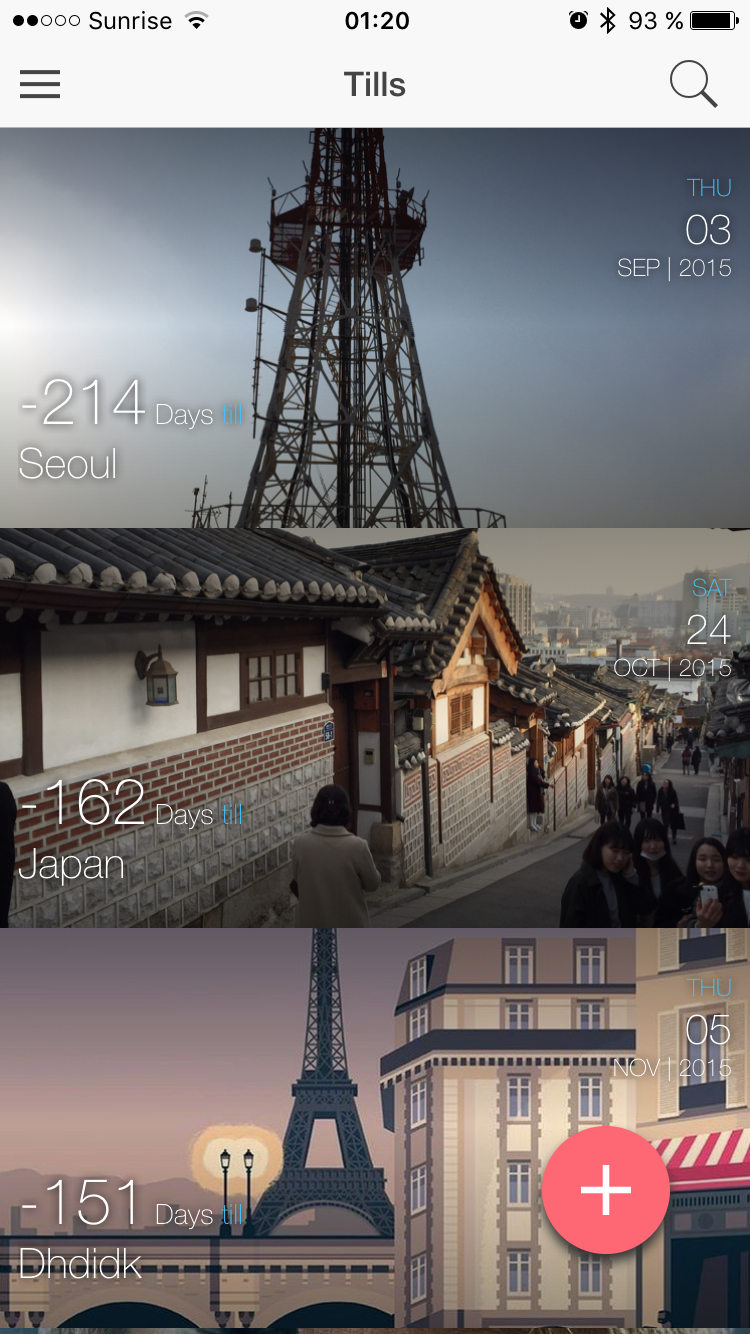 Sunrise 01:20 93 %
Tills
THU
03
SEP | 2015
-214 Days till
Seoul
SAT
24
OCT | 2015
-162 Days till
Japan
THU
05
NOV | 2015
-151 Days till
Dhdidk